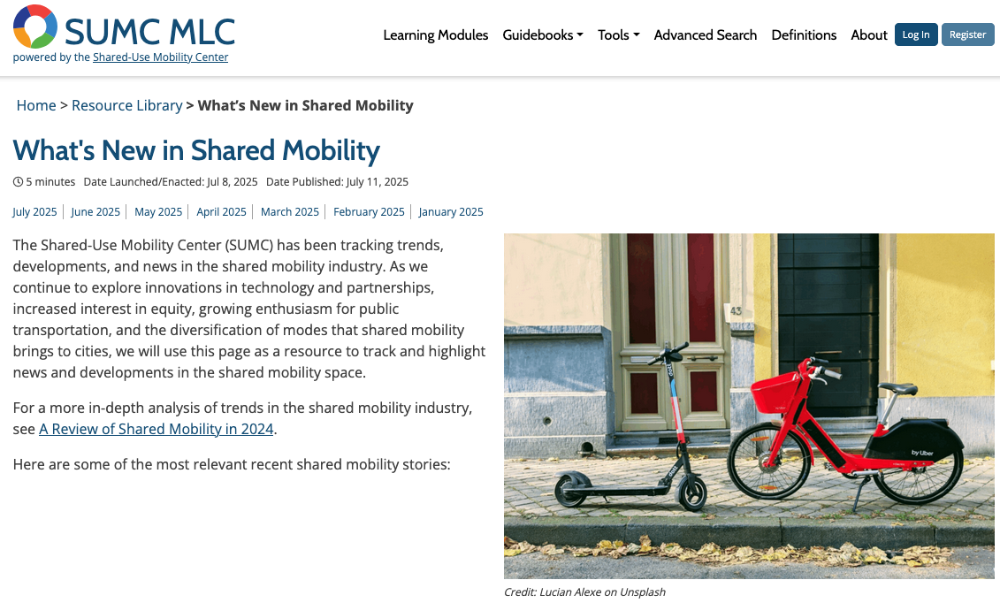 SUMC MLC
powered by the Shared-Use Mobility Center
Learning Modules Guidebooks Tools Advanced Search Definitions About Log In Register
Home > Resource Library > What's New in Shared Mobility
What's New in Shared Mobility
5 minutes Date Launched/Enacted: Jul 8, 2025 Date Published: July 11, 2025
July 2025 June 2025 May 2025 April 2025 March 2025 February 2025 January 2025
The Shared-Use Mobility Center (SUMC) has been tracking trends,
developments, and news in the shared mobility industry. As we
continue to explore innovations in technology and partnerships,
increased interest in equity, growing enthusiasm for public
transportation, and the diversification of modes that shared mobility
brings to cities, we will use this page as a resource to track and highlight
news and developments in the shared mobility space.
For a more in-depth analysis of trends in the shared mobility industry,
see A Review of Shared Mobility in 2024.
Here are some of the most relevant recent shared mobility stories:
43
by Uber
Credit: Lucian Alexe on Unsplash